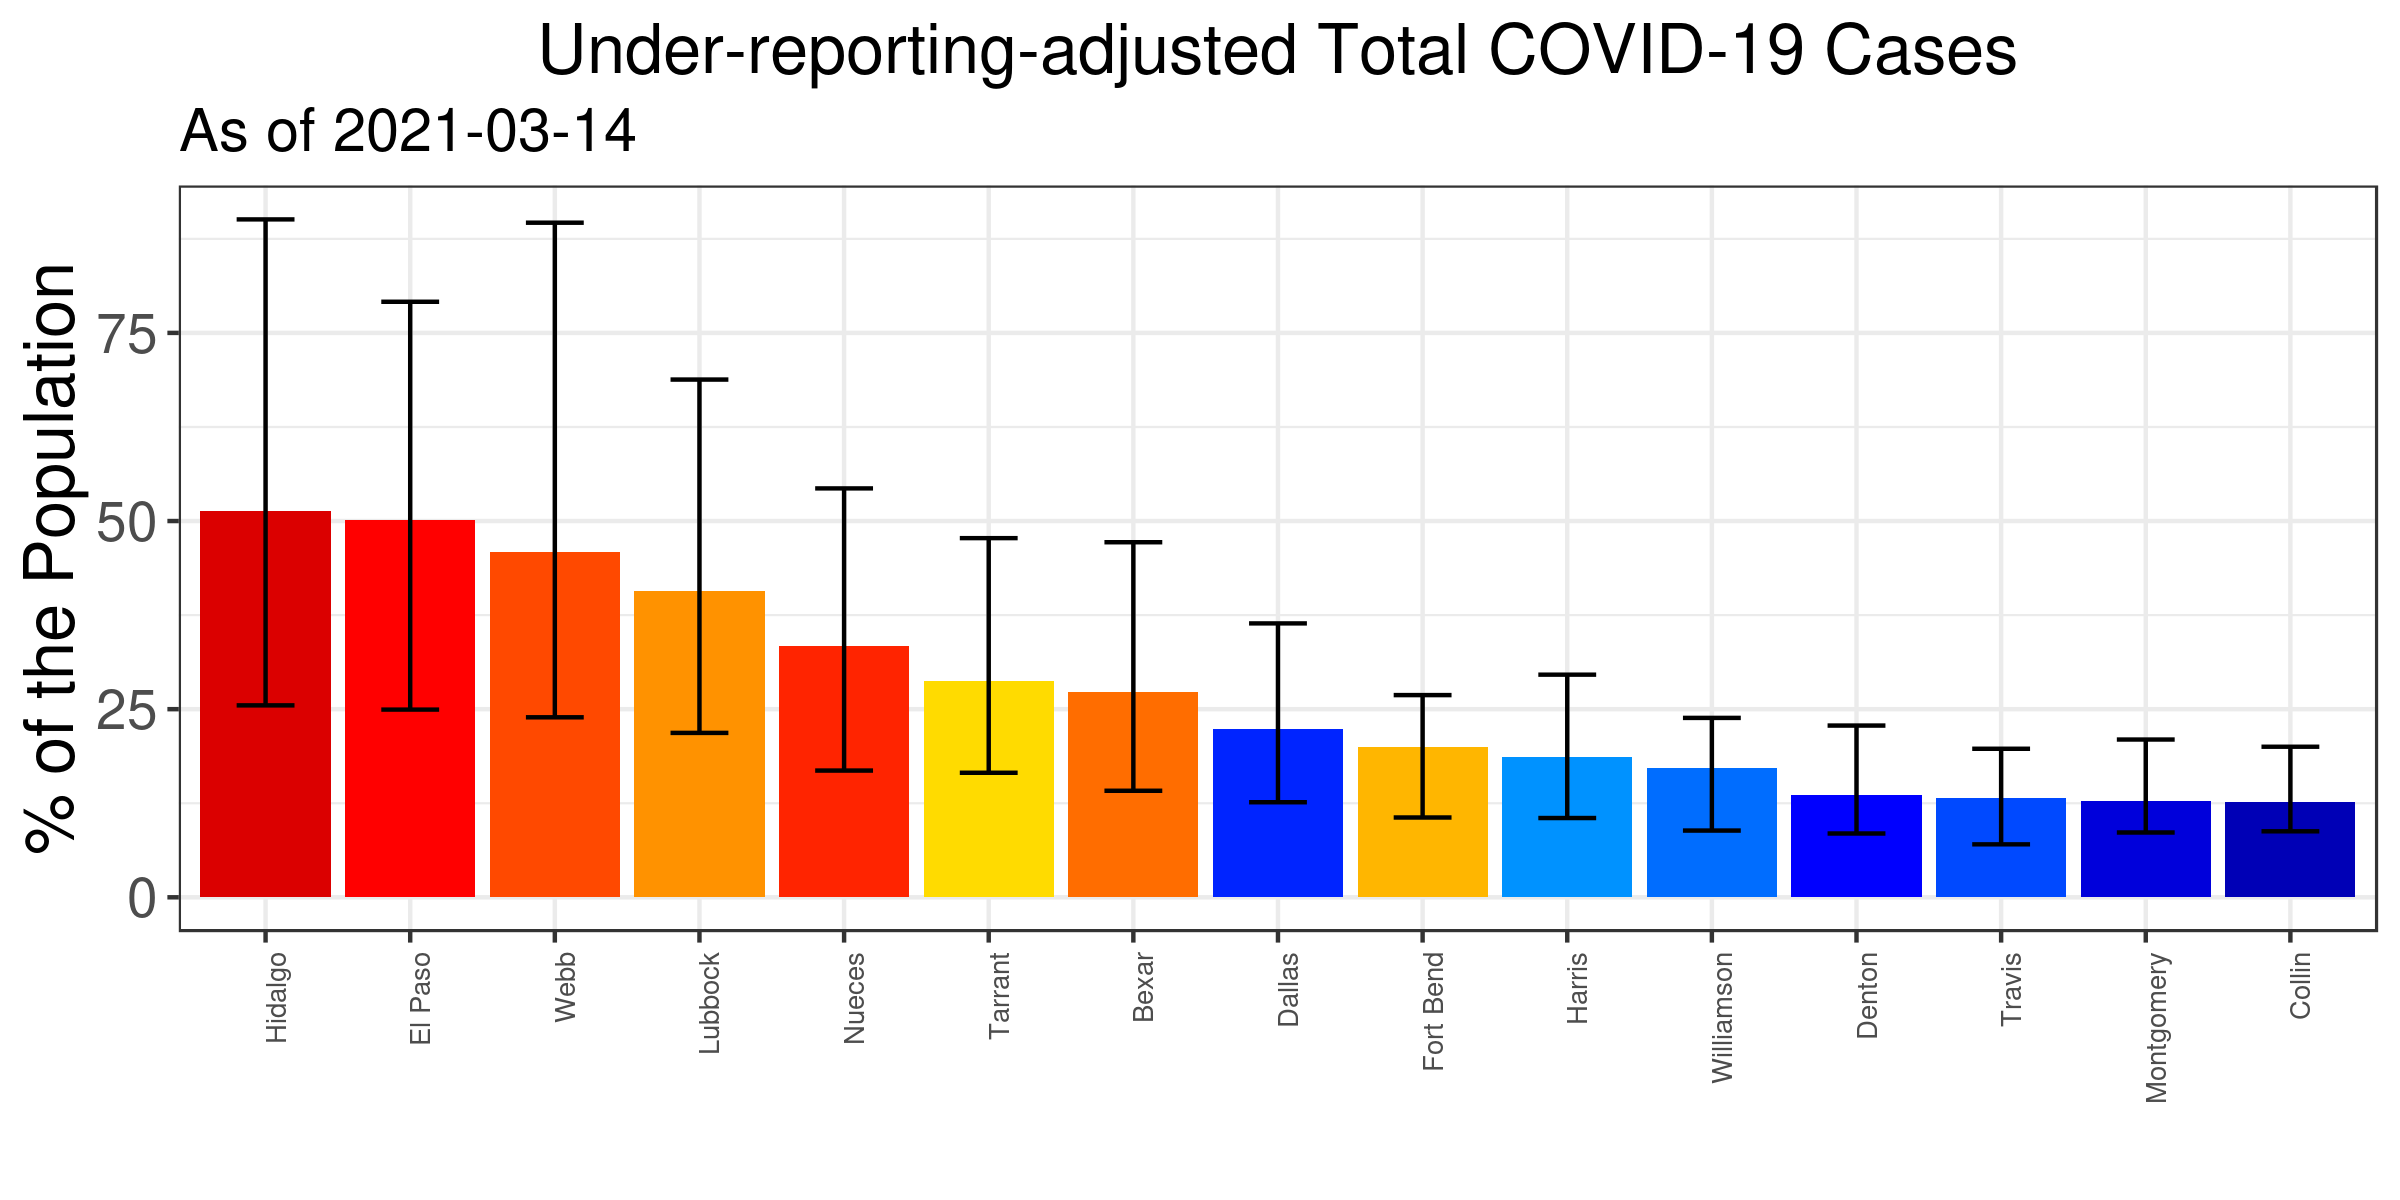 Under-reporting-adjusted Total COVID-19 Cases
As of 2021-03-14
% of the Population
75
50
25
0
Hidalgo
El Paso
Webb
Lubbock
Nueces
Tarrant
Bexar
Dallas
Fort Bend
Harris
Williamson
Denton
Travis
Montgomery
Collin